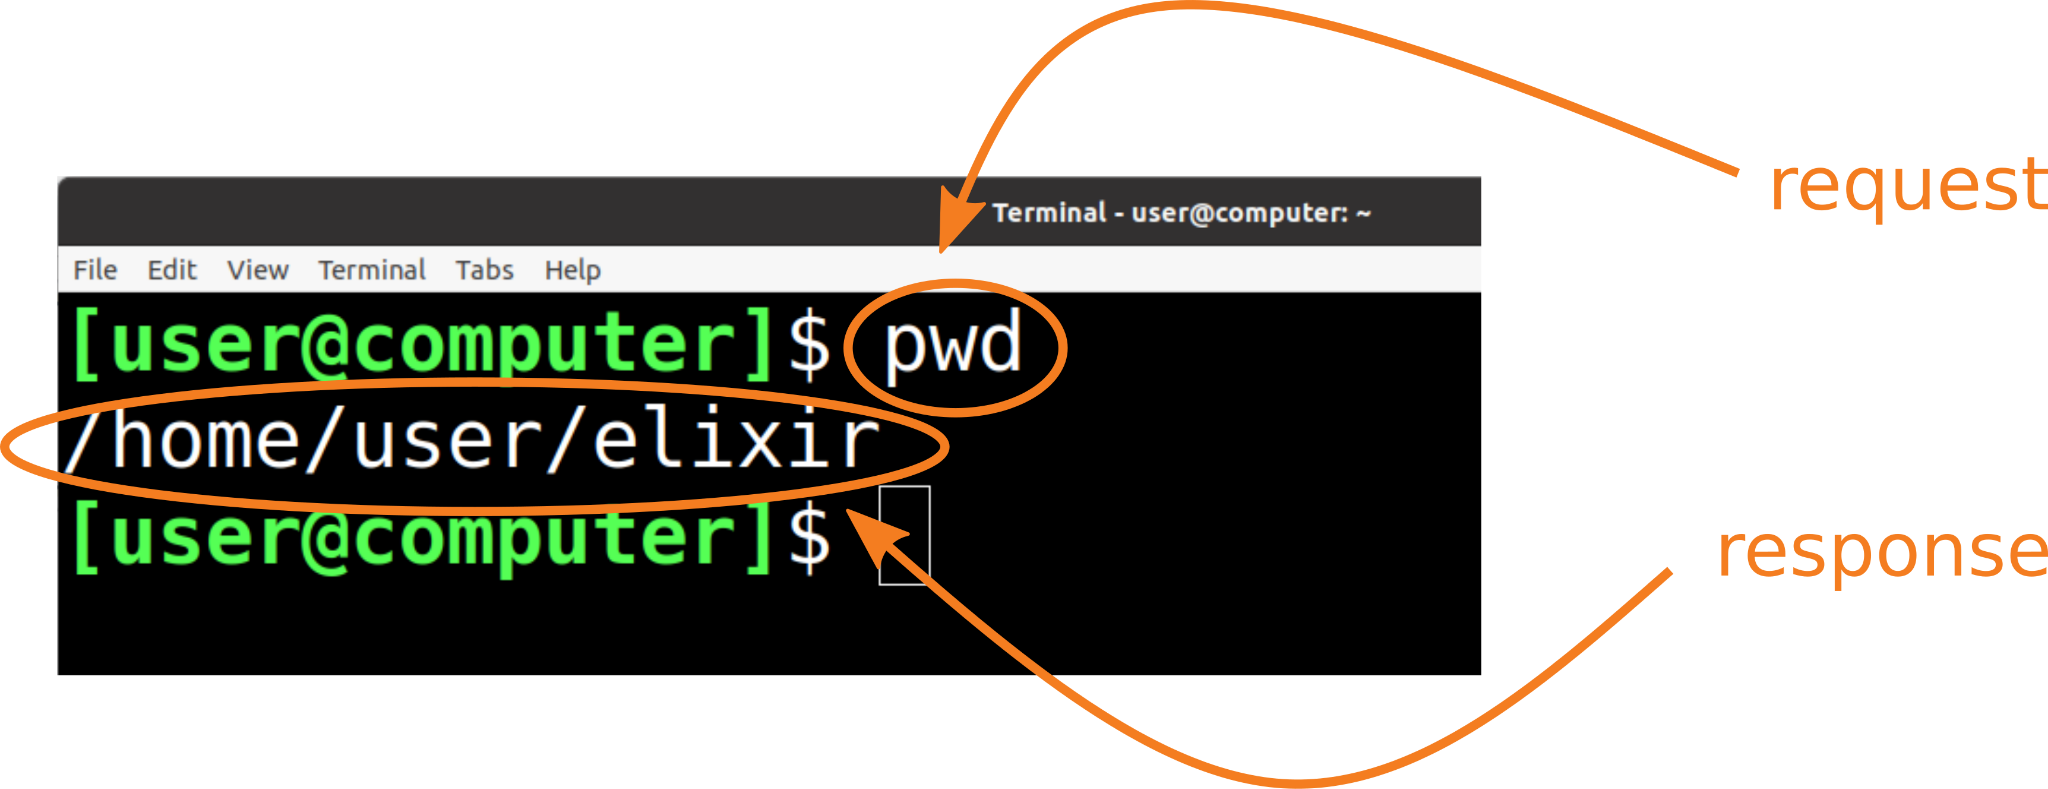 request
Terminal - user@computer: ~
File Edit View Terminal Tabs Help
[user@computer]$ pwd
/home/user/elixir
[user@computer]$
response